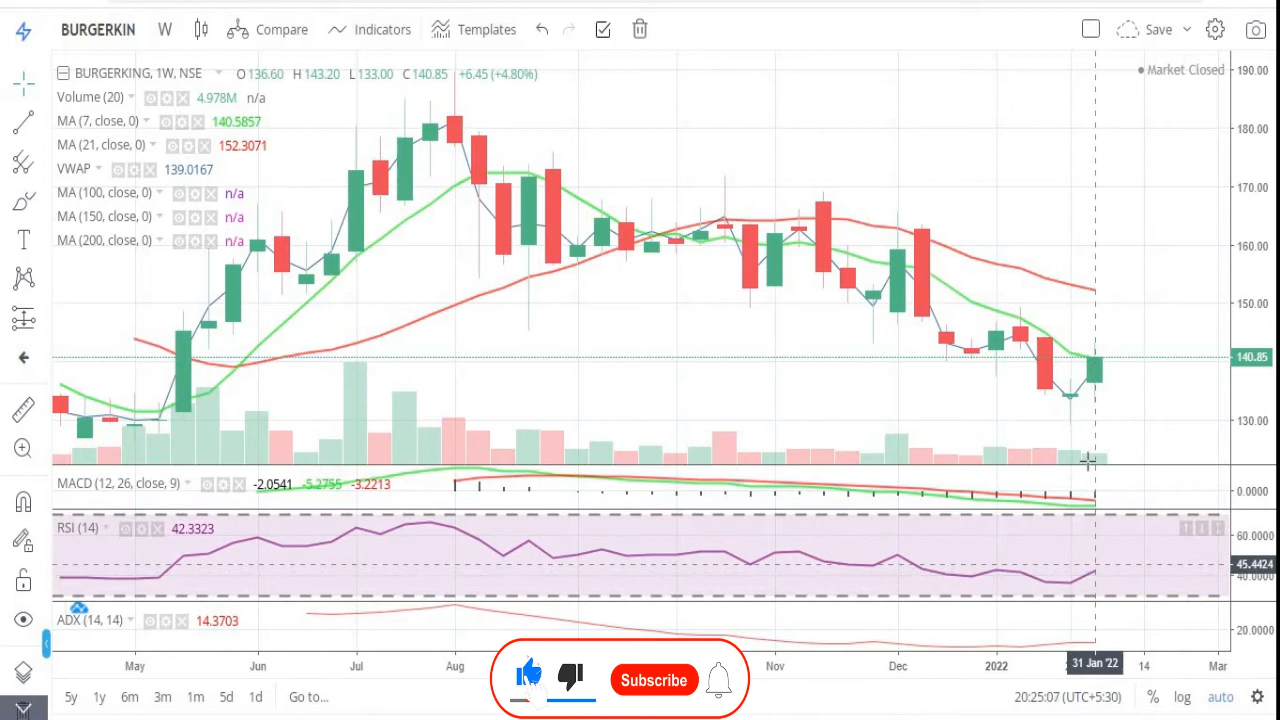 BURGERKIN W Compare Indicators Templates Save
BURGERKING, 1W, NSE O 136.60 H 143.20 L 133.00 C 140.85 +6.45 (+4.80%) Market Closed
Volume (20) 4.978M n/a
MA (7, close, 0) 140.5857
MA (21, close, 0) 152.3071
VWAP 139.0167
MA (100, close, 0) n/a
MA (150, close, 0) n/a
MA (200, close, 0) n/a
190.00
180.00
170.00
160.00
150.00
140.85
130.00
MACD (12, 26, close, 9) -2.0541 -5.2755 -3.2213
0.0000
RSI (14) 42.3323
60.0000
45.4424
40.0000
ADX (14, 14) 14.3703
20.0000
May Jun Jul Aug Nov Dec 2022 31 Jan '22 14 Mar
Subscribe
5y 1y 6m 3m 1m 5d 1d Go to... 20:25:07 (UTC+5:30) % log auto